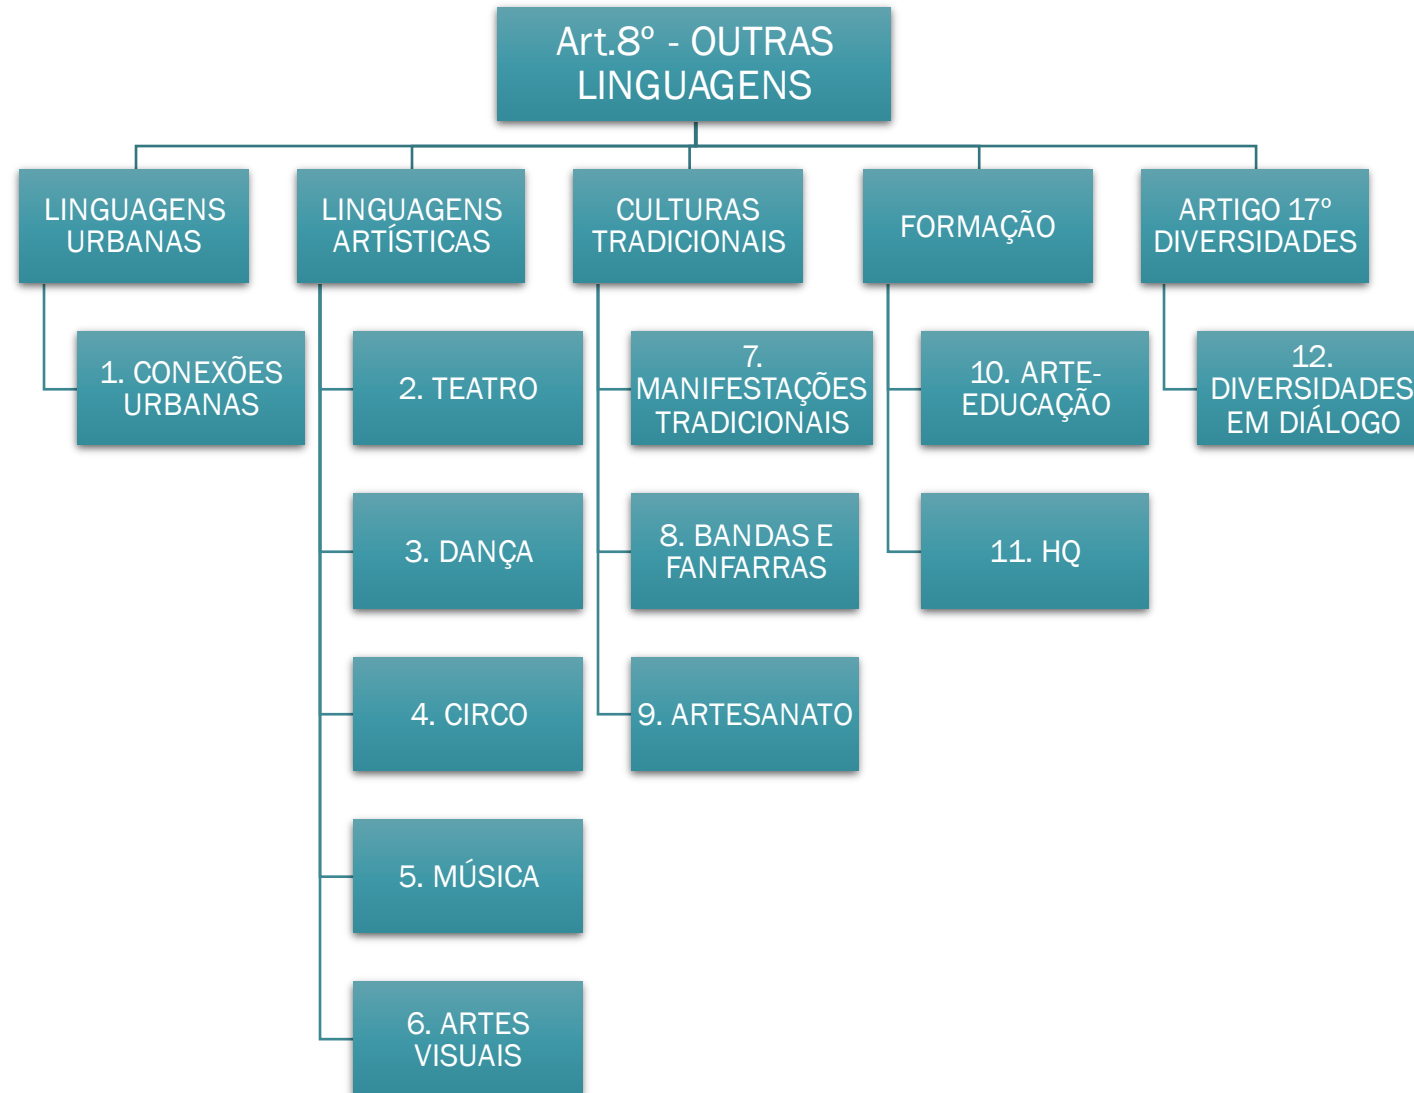 Art.8º - OUTRAS
LINGUAGENS
LINGUAGENS
URBANAS
1. CONEXÕES
URBANAS
LINGUAGENS
ARTÍSTICAS
2. TEATRO
3. DANÇA
4. CIRCO
5. MÚSICA
6. ARTES
VISUAIS
CULTURAS
TRADICIONAIS
7.
MANIFESTAÇÕES
TRADICIONAIS
8. BANDAS E
FANFARRAS
9. ARTESANATO
FORMAÇÃO
10. ARTE-
EDUCAÇÃO
11. HQ
ARTIGO 17º
DIVERSIDADES
12.
DIVERSIDADES
EM DIÁLOGO